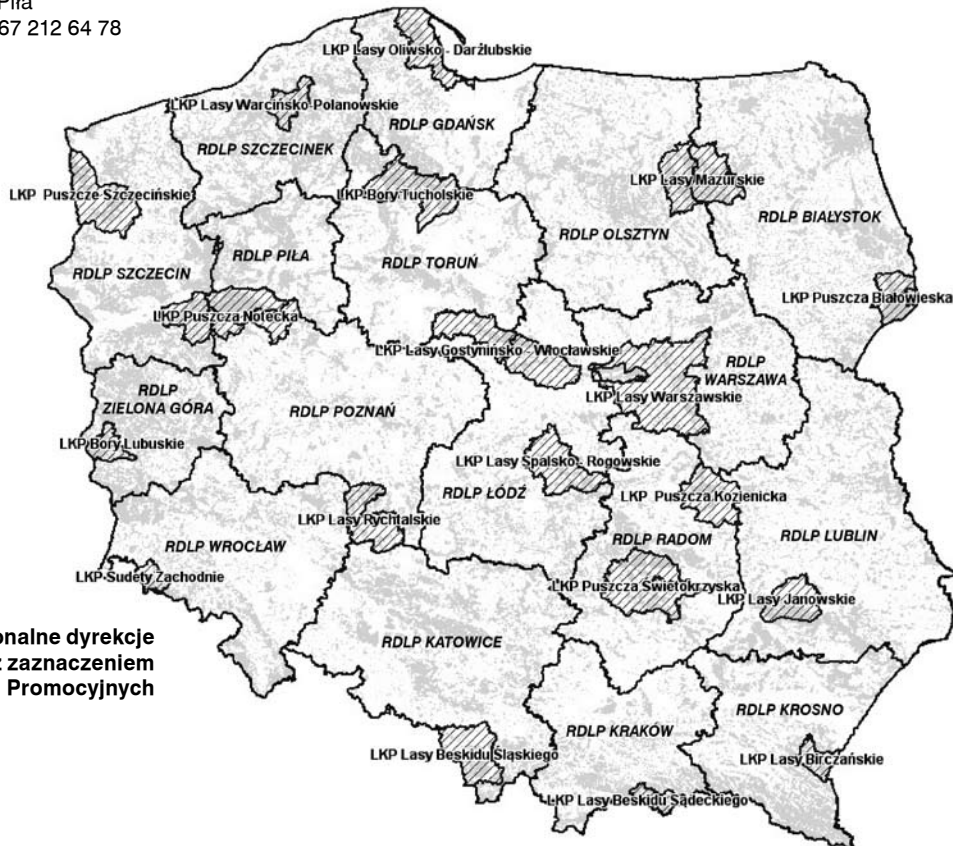 Piła
67 212 64 78
LKP Lasy Oliwsko - Darżlubskie
LKP Lasy Warcińsko-Polanowskie
RDLP GDAŃSK
RDLP SZCZECINEK
LKP Puszcze Szczecińskie
LKP Bory Tucholskie
LKP Lasy Mazurskie
RDLP BIAŁYSTOK
RDLP OLSZTYN
RDLP PIŁA
RDLP TORUŃ
RDLP SZCZECIN
LKP Puszcza Białowieska
LKP Puszcza Notecka
LKP Lasy Gostynińsko - Włocławskie
RDLP
WARSZAWA
RDLP
ZIELONA GÓRA
LKP Lasy Warszawskie
RDLP POZNAŃ
LKP Bory Lubuskie
LKP Lasy Spalsko - Rogowskie
RDLP ŁÓDŹ
LKP Puszcza Kozienicka
LKP Lasy Rychtalskie
RDLP RADOM
RDLP LUBLIN
RDLP WROCŁAW
LKP Sudety Zachodnie
LKP Puszcza Świętokrzyska
LKP Lasy Janowskie
onalne dyrekcje
z zaznaczeniem
Promocyjnych
RDLP KATOWICE
RDLP KROSNO
RDLP KRAKÓW
LKP Lasy Beskidu Śląskiego
LKP Lasy Birczańskie
LKP Lasy Beskidu Sądeckiego